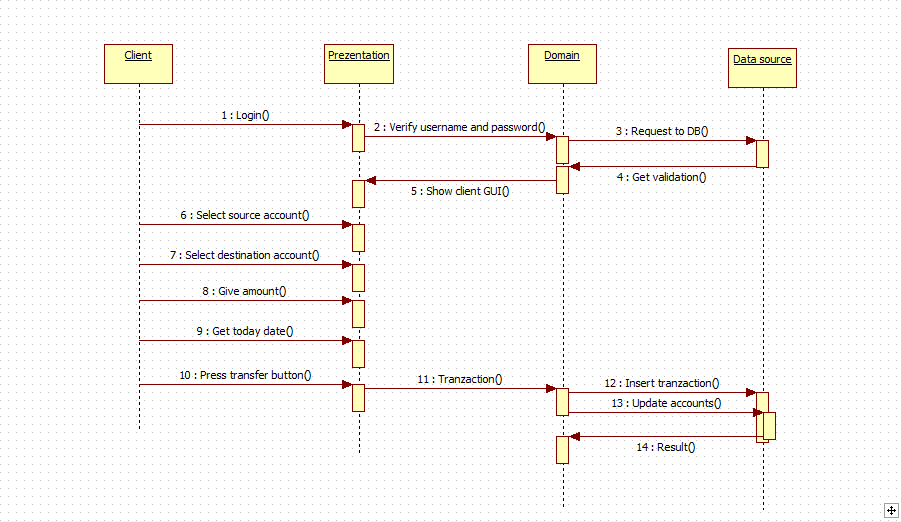 Client
Prezentation
Domain
Data source
1 : Login()
2 : Verify username and password()
3 : Request to DB()
4 : Get validation()
5 : Show client GUI()
6 : Select source account()
7 : Select destination account()
8 : Give amount()
9 : Get today date()
10 : Press transfer button()
11 : Tranzaction()
12 : Insert tranzaction()
13 : Update accounts()
14 : Result()